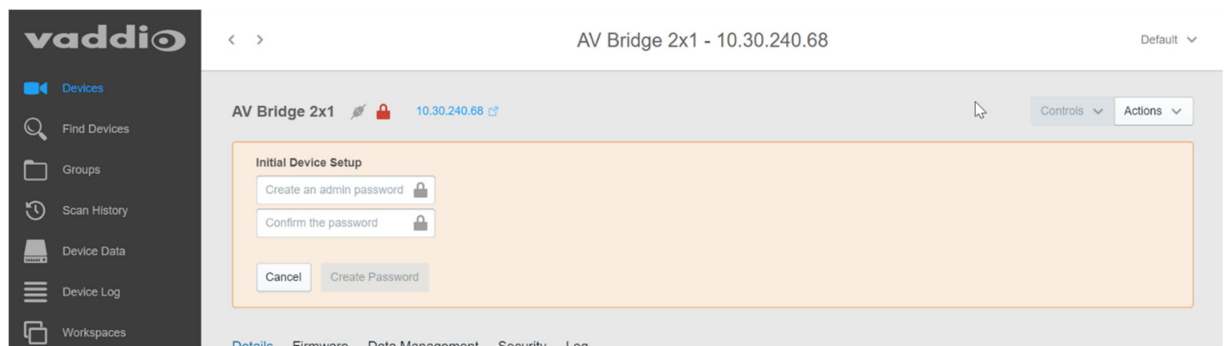 vaddio
< >
AV Bridge 2x1 - 10.30.240.68
Default
Devices
Find Devices
Groups
Scan History
Device Data
Device Log
Workspaces
AV Bridge 2x1
10.30.240.68
Controls
Actions
Initial Device Setup
Create an admin password
Confirm the password
Cancel
Create Password
Details Firmware Data Management Security Log